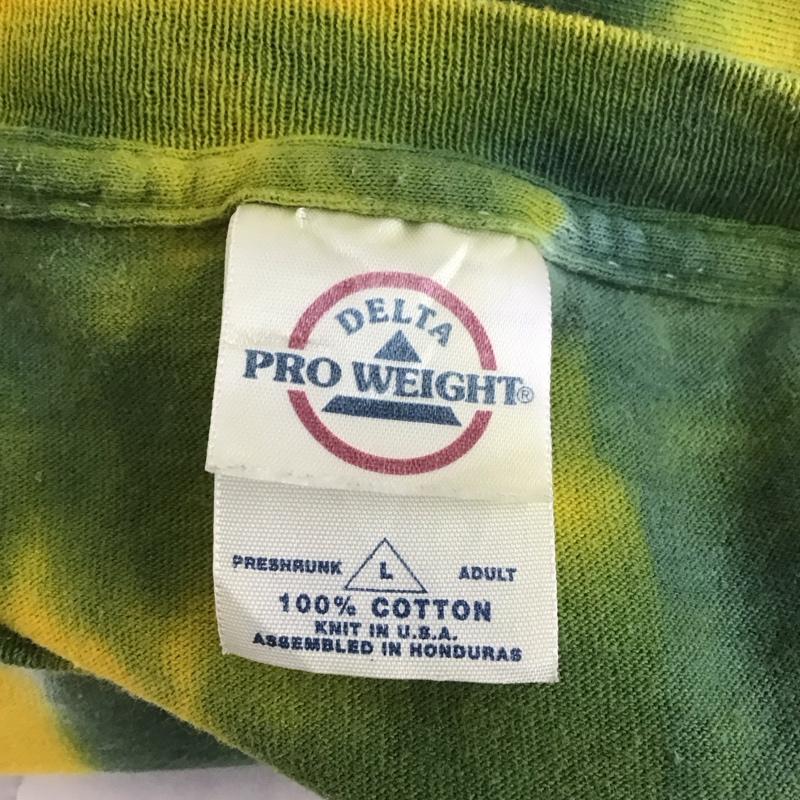 DELTA
PRO WEIGHT®
PRESHRUNK L ADULT
100% COTTON
KNIT IN U.S.A.
ASSEMBLED IN HONDURAS